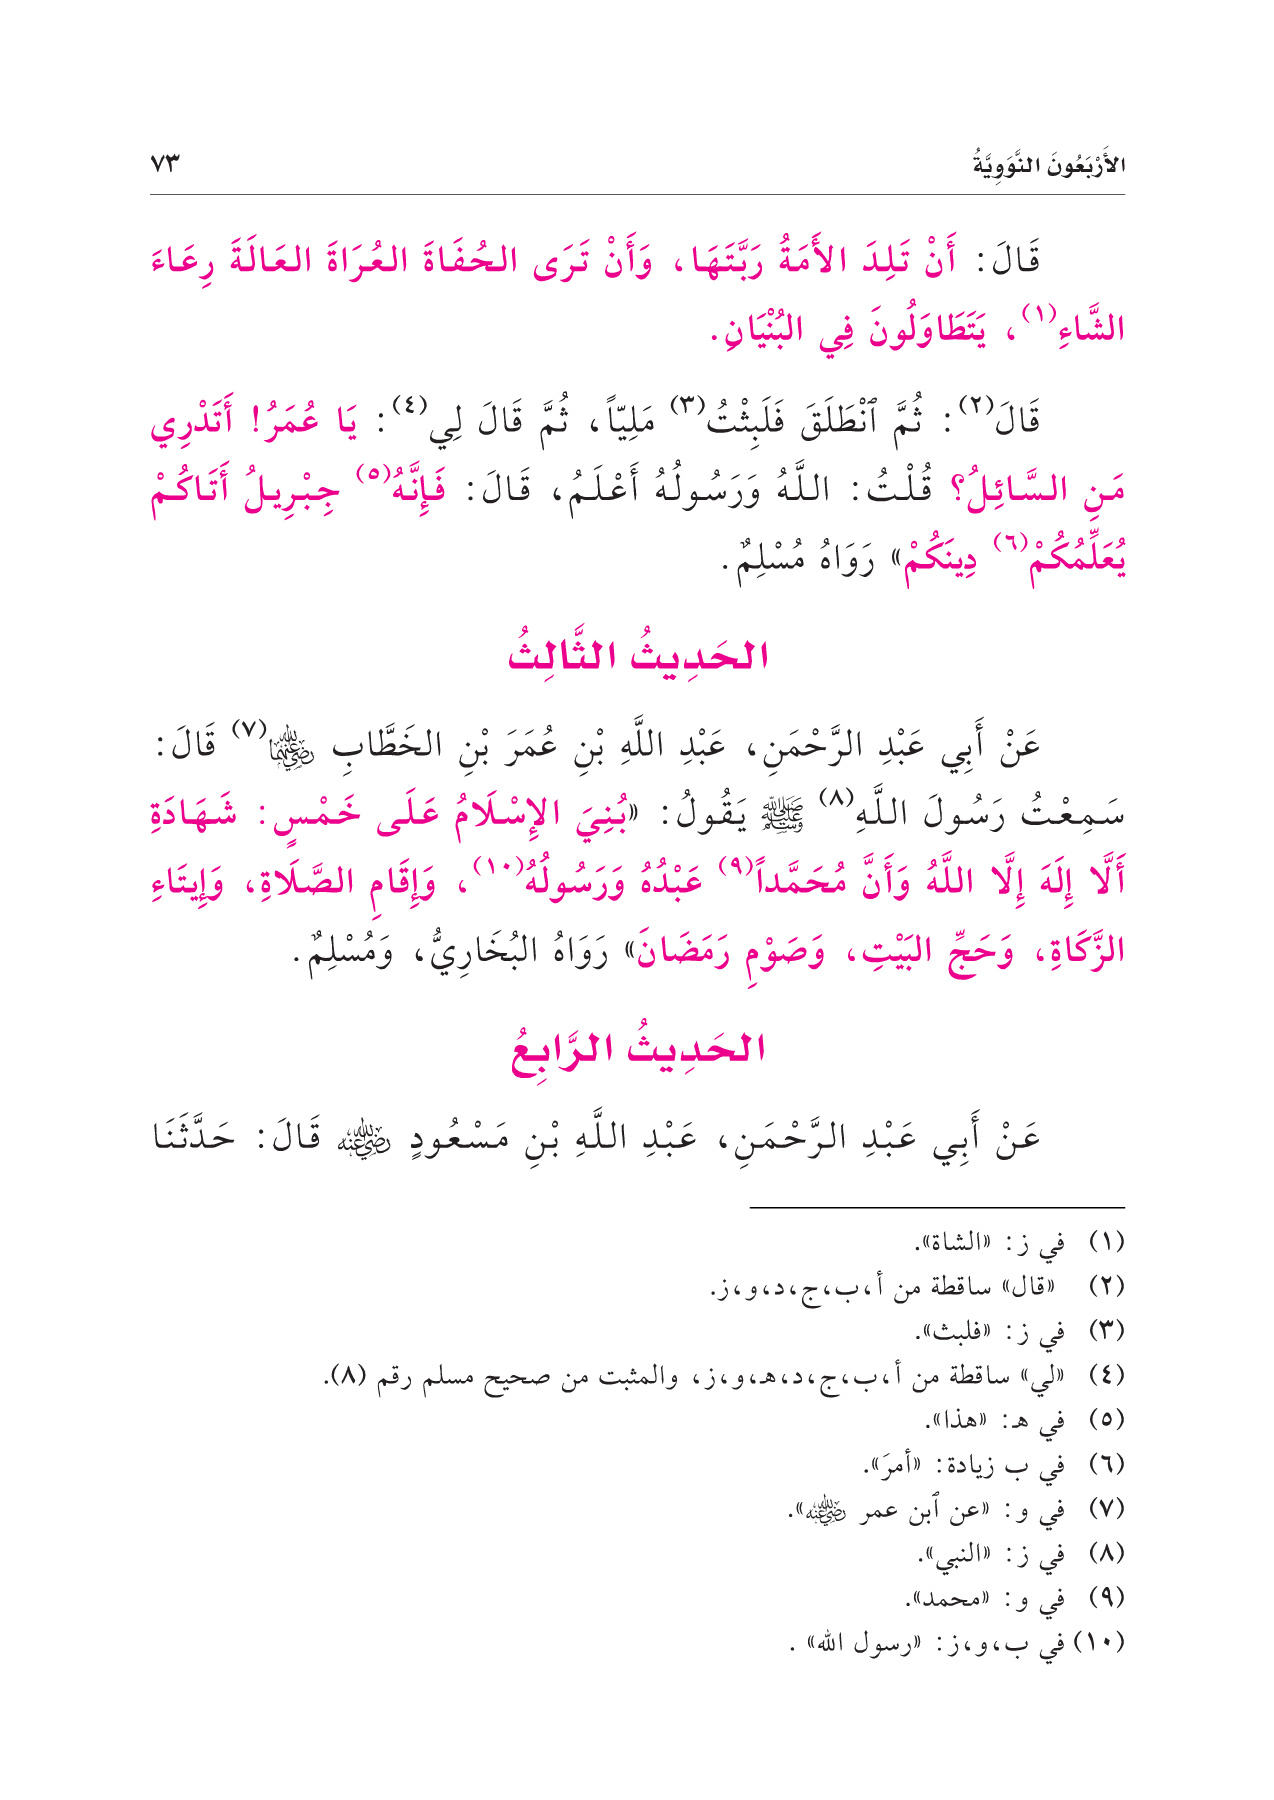 الأَرْبَعُونَ النَّوَوِيَّةُ ٧٣
قَالَ: أَنْ تَلِدَ الأَمَةُ رَبَّتَهَا، وَأَنْ تَرَى الحُفَاةَ العُرَاةَ العَالَةَ رِعَاءَ
الشَّاءِ(١)، يَتَطَاوَلُونَ فِي البُنْيَانِ.
قَالَ(٢): ثُمَّ ٱنْطَلَقَ فَلَبِثْتُ(٣) مَلِيّاً، ثُمَّ قَالَ لِي(٤): يَا عُمَرُ! أَتَدْرِي
مَنِ السَّائِلُ؟ قُلْتُ: اللَّهُ وَرَسُولُهُ أَعْلَمُ، قَالَ: فَإِنَّهُ(٥) جِبْرِيلُ أَتَاكُمْ
يُعَلِّمُكُمْ(٦) دِينَكُمْ» رَوَاهُ مُسْلِمٌ.
الحَدِيثُ الثَّالِثُ
عَنْ أَبِي عَبْدِ الرَّحْمَنِ، عَبْدِ اللَّهِ بْنِ عُمَرَ بْنِ الخَطَّابِ رضي الله عنهما(٧) قَالَ:
سَمِعْتُ رَسُولَ اللَّهِ(٨) ﷺ يَقُولُ: «بُنِيَ الإِسْلَامُ عَلَى خَمْسٍ: شَهَادَةِ
أَلَّا إِلَهَ إِلَّا اللَّهُ وَأَنَّ مُحَمَّداً(٩) عَبْدُهُ وَرَسُولُهُ(١٠)، وَإِقَامِ الصَّلَاةِ، وَإِيتَاءِ
الزَّكَاةِ، وَحَجِّ البَيْتِ، وَصَوْمِ رَمَضَانَ» رَوَاهُ البُخَارِيُّ، وَمُسْلِمٌ.
الحَدِيثُ الرَّابِعُ
عَنْ أَبِي عَبْدِ الرَّحْمَنِ، عَبْدِ اللَّهِ بْنِ مَسْعُودٍ رضي الله عنه قَالَ: حَدَّثَنَا
(١) في ز: «الشاة».
(٢) «قال» ساقطة من أ،ب،ج،د،و،ز.
(٣) في ز: «فلبث».
(٤) «لي» ساقطة من أ،ب،ج،د،هـ،و،ز، والمثبت من صحيح مسلم رقم (٨).
(٥) في هـ: «هذا».
(٦) في ب زيادة: «أمرَ».
(٧) في و: «عن ٱبن عمر رضي الله عنه».
(٨) في ز: «النبي».
(٩) في و: «محمد».
(١٠) في ب،و،ز: «رسول الله» .